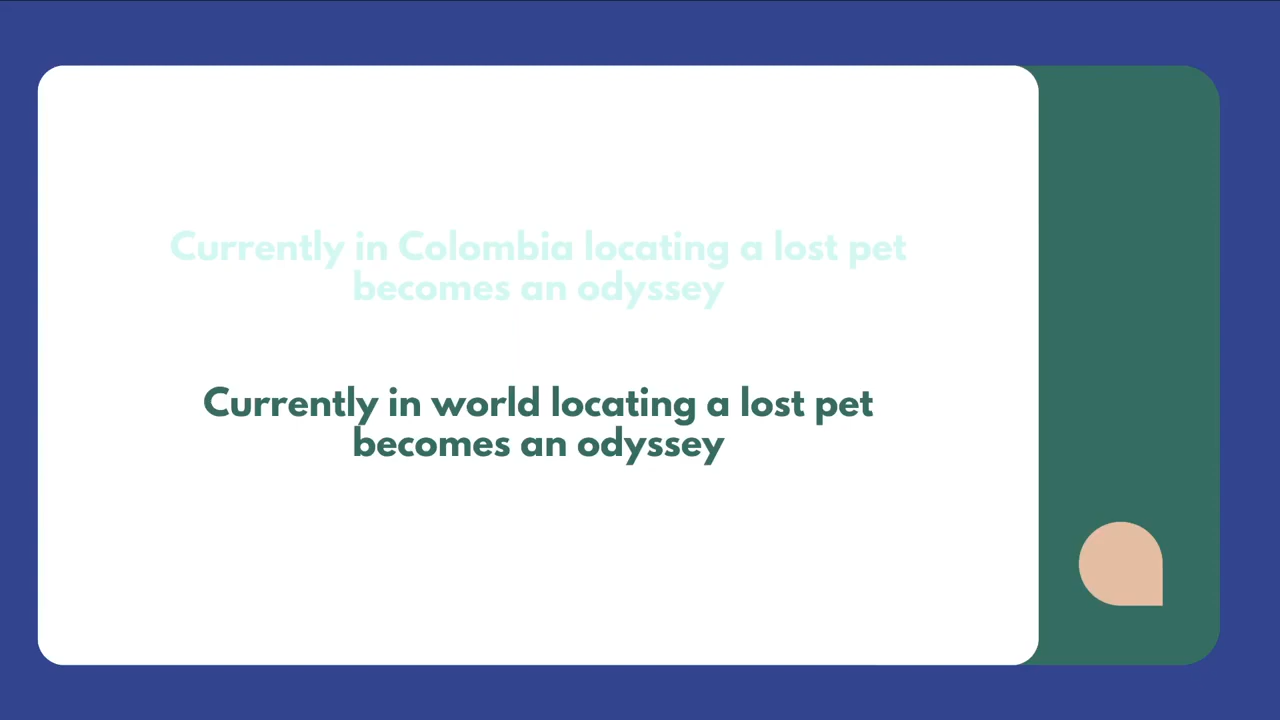 Currently in Colombia locating a lost pet
becomes an odyssey
Currently in world locating a lost pet
becomes an odyssey